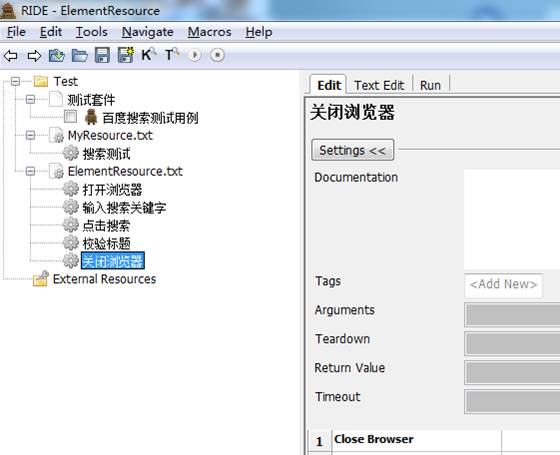 RIDE - ElementResource
File Edit Tools Navigate Macros Help
K T
Test
测试套件
百度搜索测试用例
MyResource.txt
搜索测试
ElementResource.txt
打开浏览器
输入搜索关键字
点击搜索
校验标题
关闭浏览器
External Resources
Edit Text Edit Run
关闭浏览器
Settings <<
Documentation
Tags <Add New>
Arguments
Teardown
Return Value
Timeout
1 Close Browser